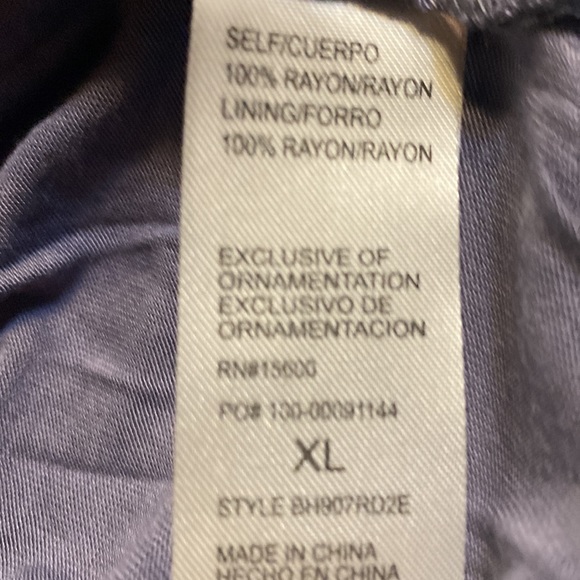 SELF/CUERPO
100% RAYON/RAYON
LINING/FORRO
100% RAYON/RAYON
EXCLUSIVE OF
ORNAMENTATION
EXCLUSIVO DE
ORNAMENTACION
RN#15600
PO# 100-00091144
XL
STYLE BH907RD2E
MADE IN CHINA
HECHO EN CHINA